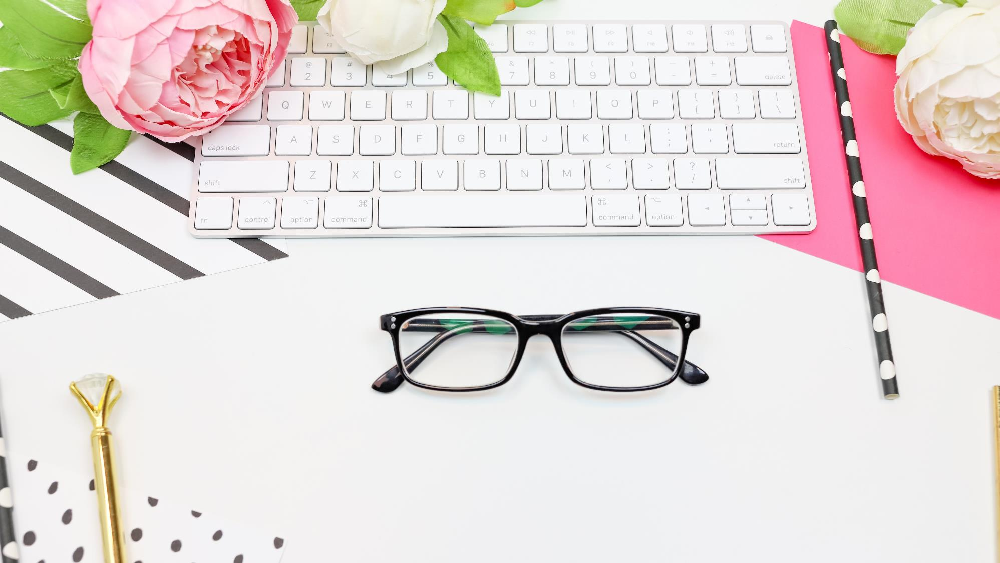 F2 F6 F7 F8 F9 F10 F11 F12
@ # % & * ( ) — +
2 3 4 5 7 8 9 0 - = delete
Q W E R T Y U I O P { [ } ] | \
caps lock A S D F G H J K L : ; " ' return
shift Z X C V B N M < , > . ? / shift
fn control option command command option